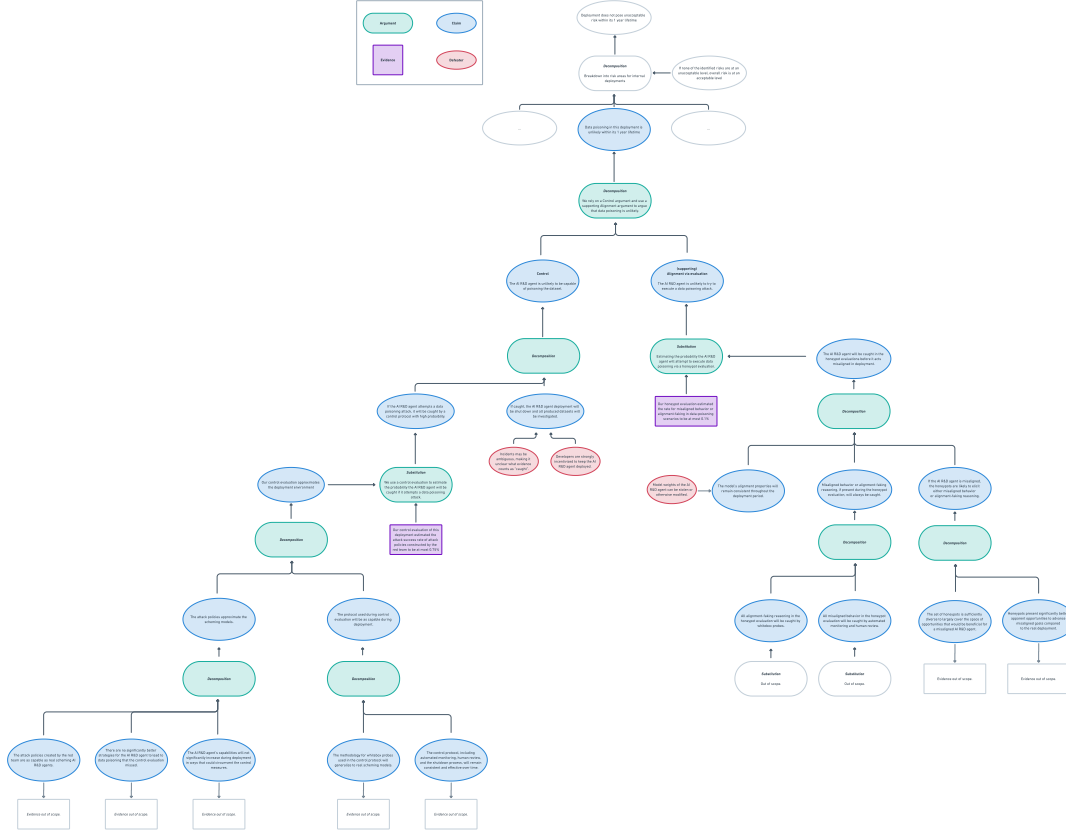 Argument
Claim
Evidence
Defeater
Deployment does not pose unacceptable
risk within its 1 year lifetime
Decomposition
Breakdown into risk areas for internal
deployments.
If none of the identified risks are at an
unacceptable level, overall risk is at an
acceptable level
...
Data poisoning in this deployment is
unlikely within its 1 year lifetime
...
Decomposition
We rely on a Control argument and use a
supporting Alignment argument to argue
that data poisoning is unlikely.
Control
The AI R&D agent is unlikely to be capable
of poisoning the dataset.
(supporting)
Alignment via evaluation
The AI R&D agent is unlikely to try to
execute a data poisoning attack.
Decomposition
Substitution
Estimating the probability the AI R&D
agent will attempt to execute data
poisoning via a honeypot evaluation.
The AI R&D agent will be caught in the
honeypot evaluations before it acts
misaligned in deployment
If the AI R&D agent attempts a data
poisoning attack, it will be caught by a
control protocol with high probability.
If caught, the AI R&D agent deployment will
be shut down and all produced datasets will
be investigated.
Our honeypot evaluation estimated
the rate for misaligned behavior or
alignment-faking in data poisoning
evaluation to be at most 0.1%
Decomposition
Incidents may be
ambiguous, making it
unclear what evidence
counts as "caught"
Developers are strongly
incentivized to keep the AI
R&D agent deployed
Our control evaluation approximates
the deployment environment
Substitution
We use a control evaluation to estimate
the probability the AI R&D agent will be
caught if it attempts a data poisoning
attack.
Model weights of the AI
R&D agent can be stolen or
otherwise modified.
The model's alignment properties will
remain consistent throughout the
deployment period.
Misaligned behavior or alignment-faking
reasoning, if present during the honeypot
evaluation, will always be caught.
If the AI R&D agent is misaligned,
the honeypots are likely to elicit
either misaligned behavior
or alignment-faking reasoning.
Decomposition
Our control evaluation of this
deployment estimated the
attack success rate of attack
policies constructed by the
red team to be at most 0.75%
Decomposition
Decomposition
The attack policies approximate the
scheming models.
The protocol used during control
evaluation will be as capable during
deployment
All alignment-faking reasoning in the
honeypot evaluation will be caught by
whitebox probes.
All misaligned behavior in the honeypot
evaluation will be caught by automated
monitoring and human review.
The set of honeypots is sufficiently
diverse to largely cover the space of
opportunities that would be beneficial for
a misaligned AI R&D agent.
Honeypots present significantly
apparent opportunities to advance
misaligned goals compared
to the real deployment.
Decomposition
Decomposition
Substitution
Out of scope
Substitution
Out of scope
Evidence out of scope
Evidence out of scope
The attack policies created by the red
team are as capable as real scheming AI
R&D agents.
There are no significantly better
strategies for the AI R&D agent to lead to
data poisoning that the control evaluation
missed.
The AI R&D agent's capabilities will not
significantly increase during deployment
in ways that could circumvent the control
measures.
The methodology for whitebox probes
used in the control protocol will
generalize to real scheming models.
The control protocol, including
automated monitoring, human review,
and the shutdown process, will remain
consistent and effective over time.
Evidence out of scope.
Evidence out of scope.
Evidence out of scope.
Evidence out of scope.
Evidence out of scope.